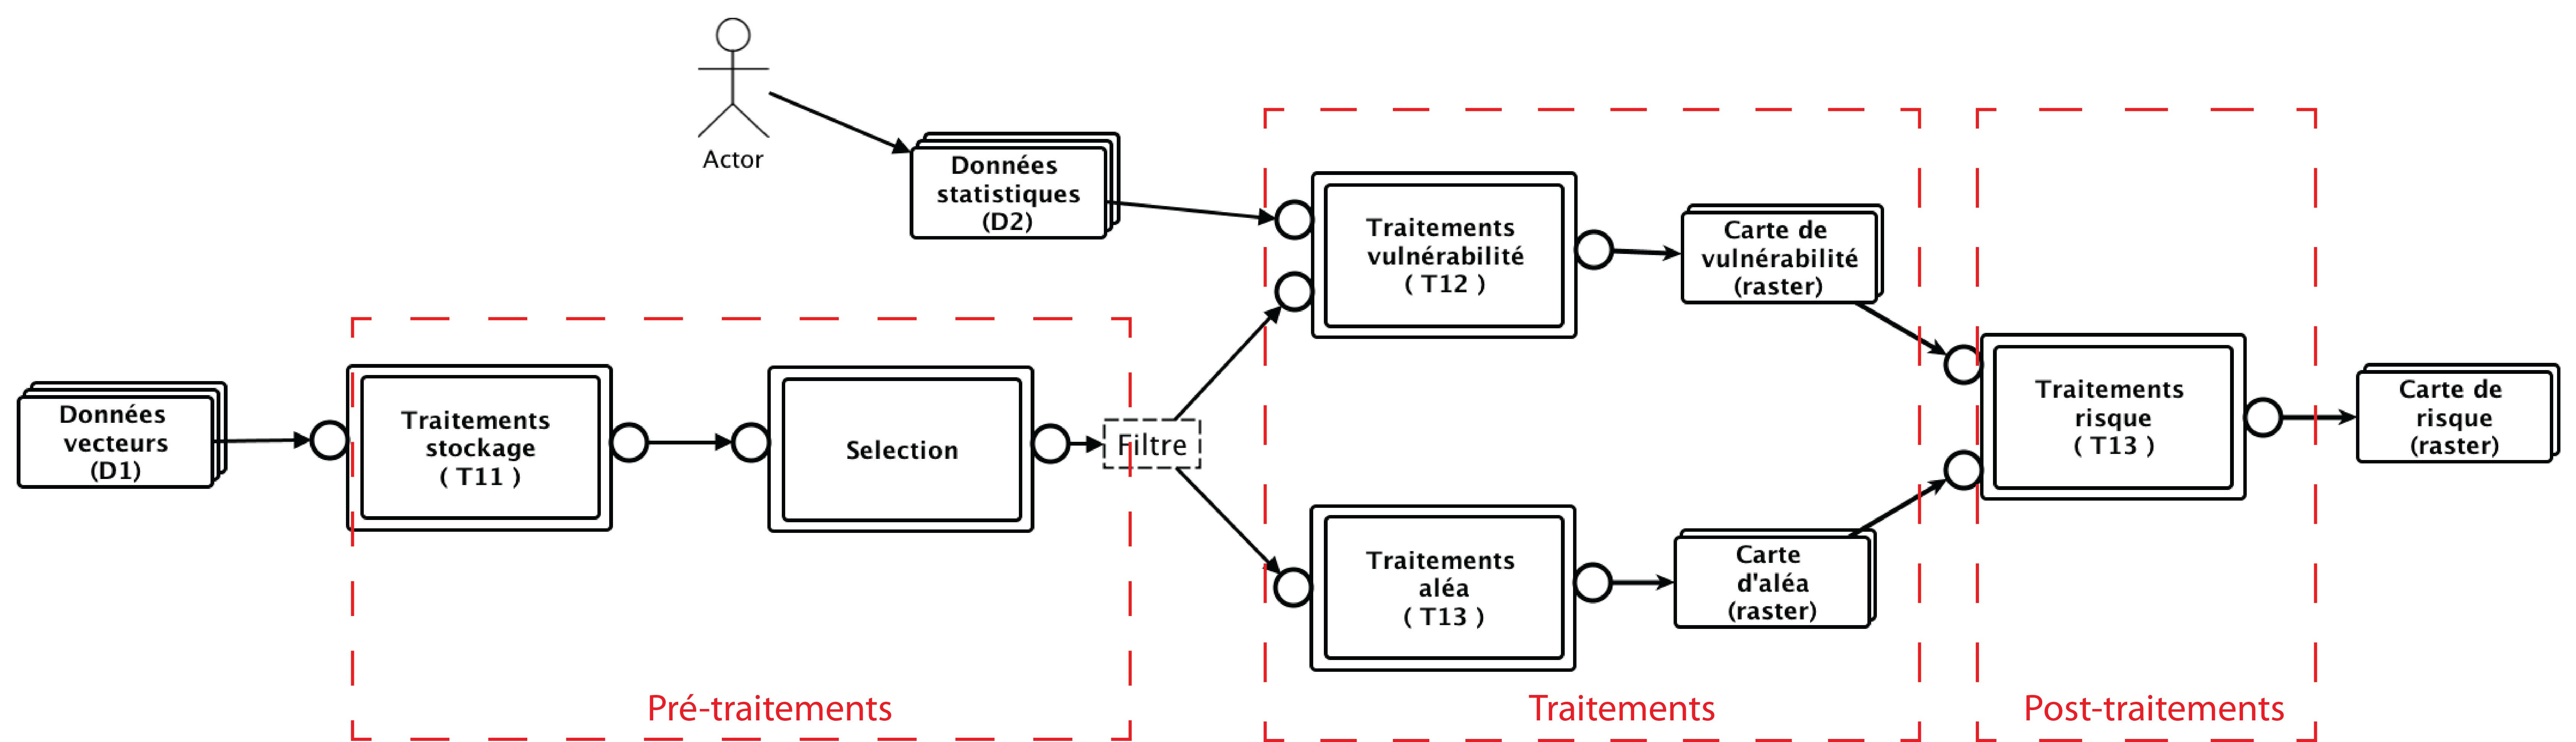 Actor
Données
statistiques
(D2)
Données
vecteurs
(D1)
Traitements
stockage
( T11 )
Selection
Filtre
Traitements
vulnérabilité
( T12 )
Carte de
vulnérabilité
(raster)
Traitements
aléa
( T13 )
Carte
d'aléa
(raster)
Traitements
risque
( T13 )
Carte de
risque
(raster)
Pré-traitements
Traitements
Post-traitements